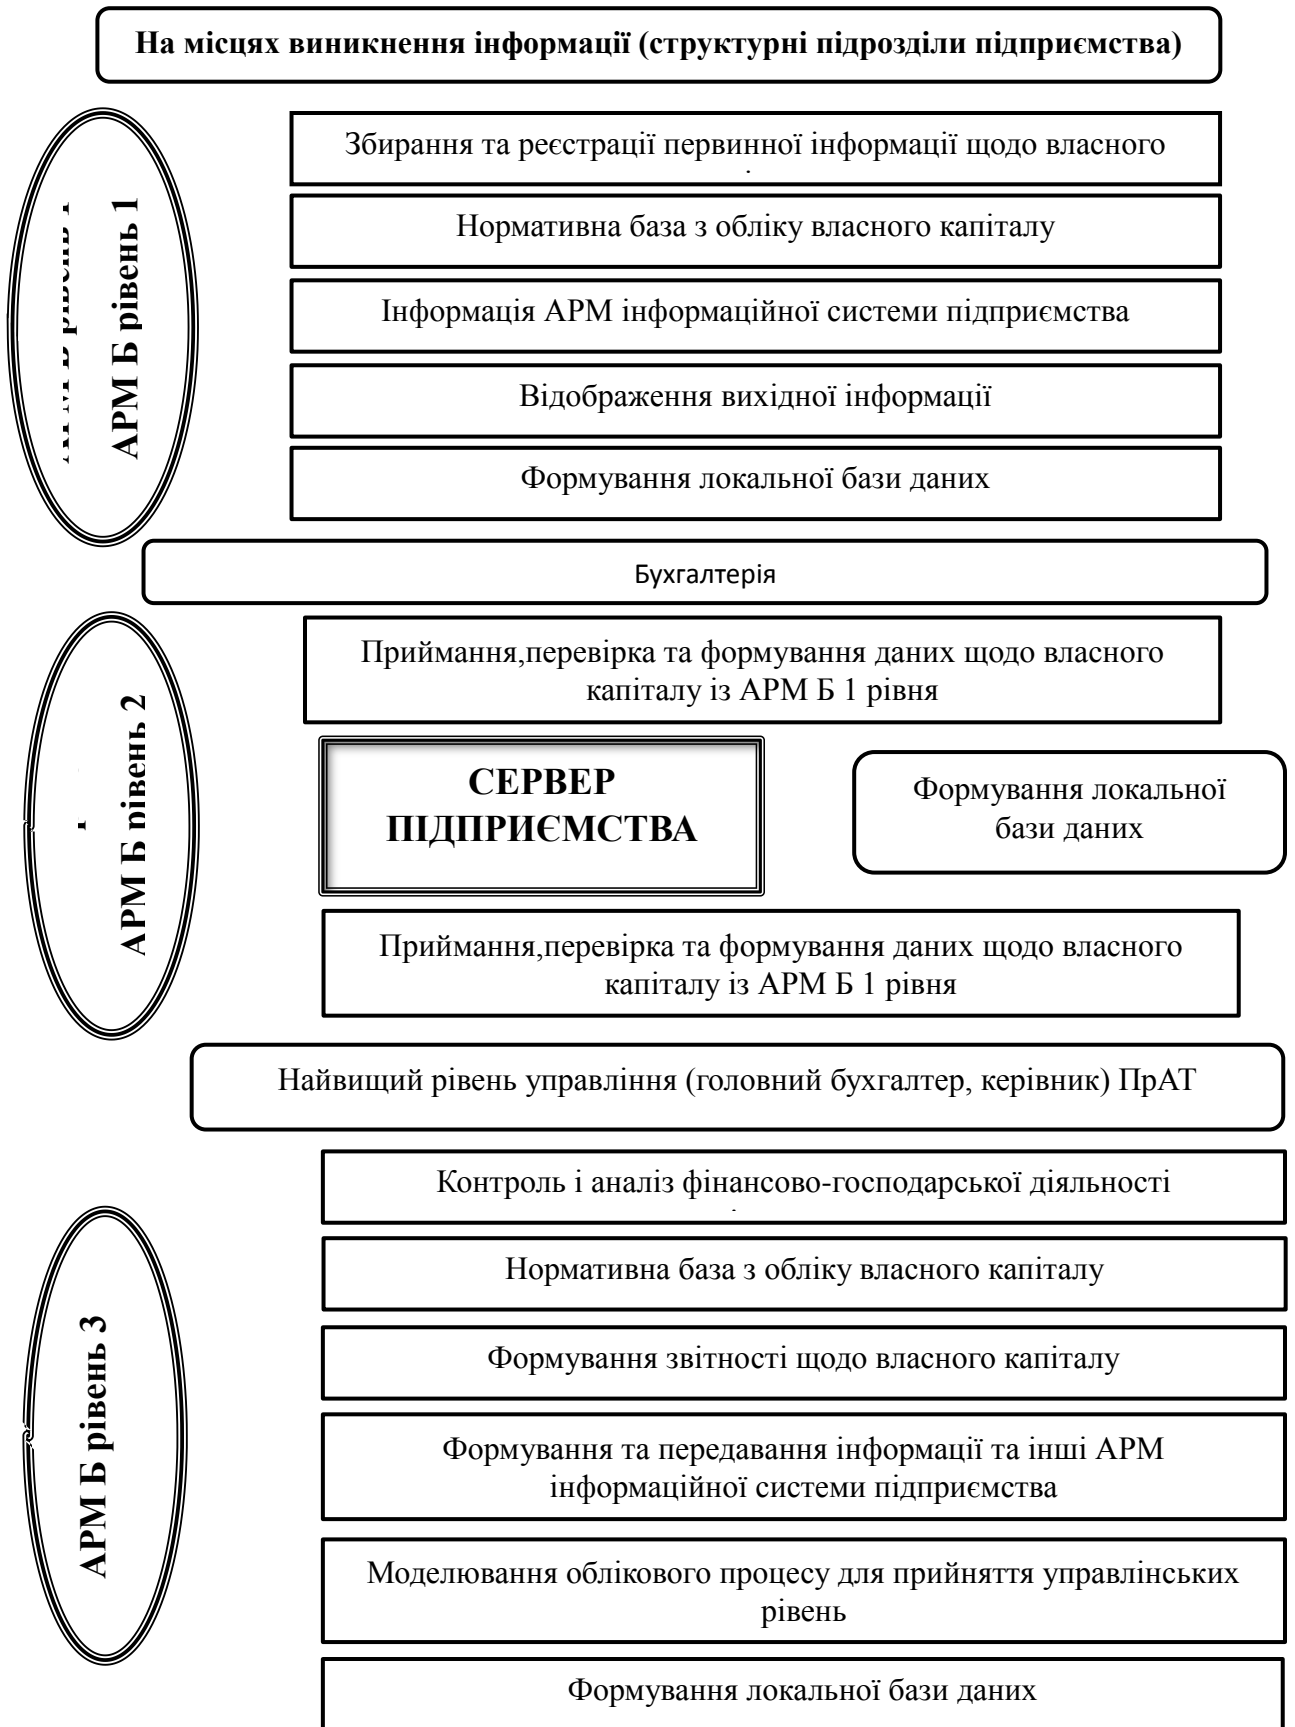 На місцях виникнення інформації (структурні підрозділи підприємства)
АРМ Б рівень 1
Збирання та реєстрації первинної інформації щодо власного
Нормативна база з обліку власного капіталу
Інформація АРМ інформаційної системи підприємства
Відображення вихідної інформації
Формування локальної бази даних
Бухгалтерія
АРМ Б рівень 2
Приймання,перевірка та формування даних щодо власного
капіталу із АРМ Б 1 рівня
СЕРВЕР
ПІДПРИЄМСТВА
Формування локальної
бази даних
Приймання,перевірка та формування даних щодо власного
капіталу із АРМ Б 1 рівня
Найвищий рівень управління (головний бухгалтер, керівник) ПрАТ
АРМ Б рівень 3
Контроль і аналіз фінансово-господарської діяльності
Нормативна база з обліку власного капіталу
Формування звітності щодо власного капіталу
Формування та передавання інформації та інші АРМ
інформаційної системи підприємства
Моделювання облікового процесу для прийняття управлінських
рівень
Формування локальної бази даних